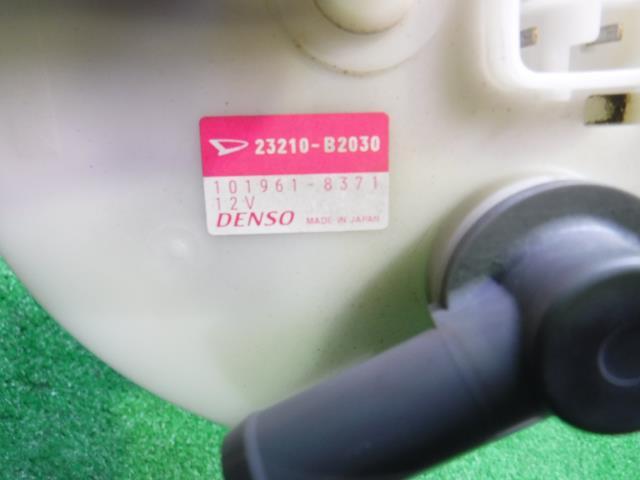 23210-B2030
101961-8371
12V
DENSO MADE IN JAPAN